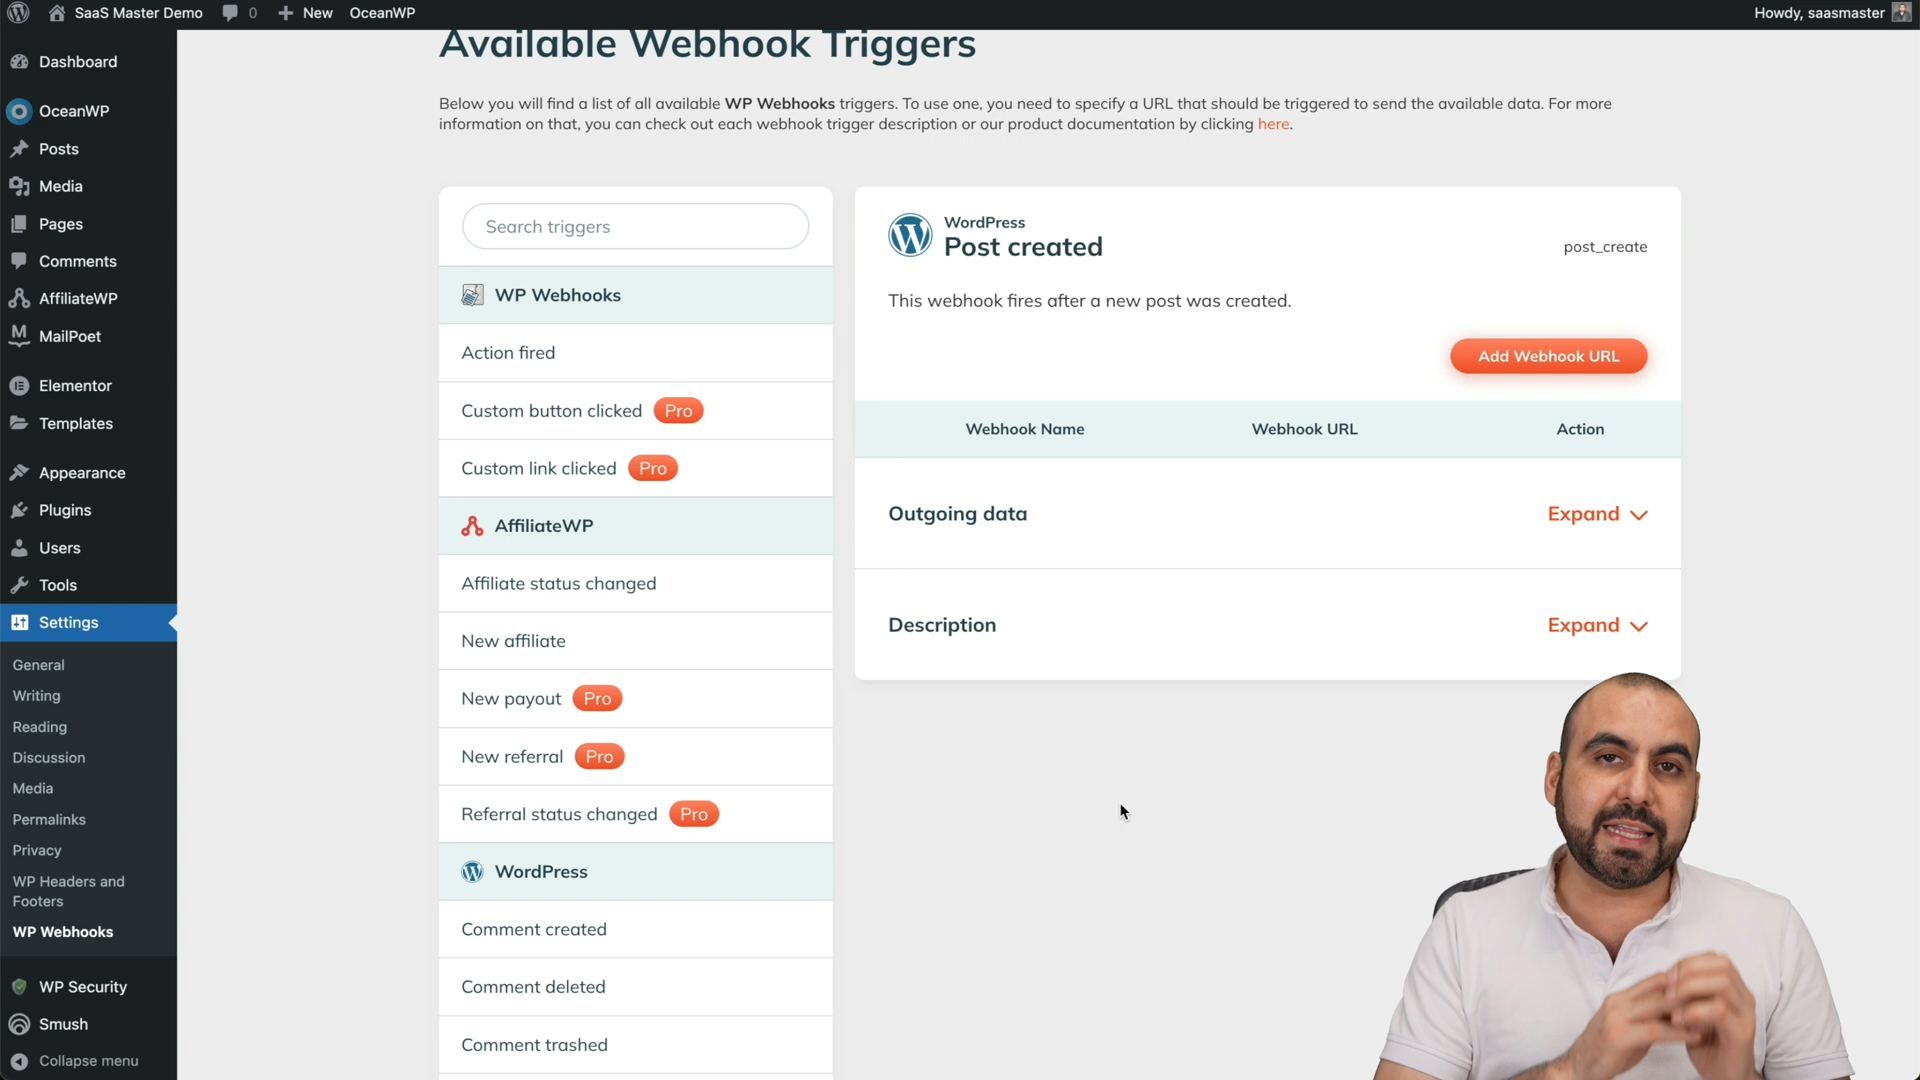 SaaS Master Demo
0
New
OceanWP
Howdy, saasmaster
Dashboard
OceanWP
Posts
Media
Pages
Comments
AffiliateWP
MailPoet
Elementor
Templates
Appearance
Plugins
Users
Tools
Settings
General
Writing
Reading
Discussion
Media
Permalinks
Privacy
WP Headers and
Footers
WP Webhooks
WP Security
Smush
Collapse menu
Available Webhook Triggers
Below you will find a list of all available WP Webhooks triggers. To use one, you need to specify a URL that should be triggered to send the available data. For more
information on that, you can check out each webhook trigger description or our product documentation by clicking here.
Search triggers
WP Webhooks
Action fired
Custom button clicked Pro
Custom link clicked Pro
AffiliateWP
Affiliate status changed
New affiliate
New payout Pro
New referral Pro
Referral status changed Pro
WordPress
Comment created
Comment deleted
Comment trashed
WordPress
Post created
post_create
This webhook fires after a new post was created.
Add Webhook URL
Webhook Name
Webhook URL
Action
Outgoing data
Expand
Description
Expand